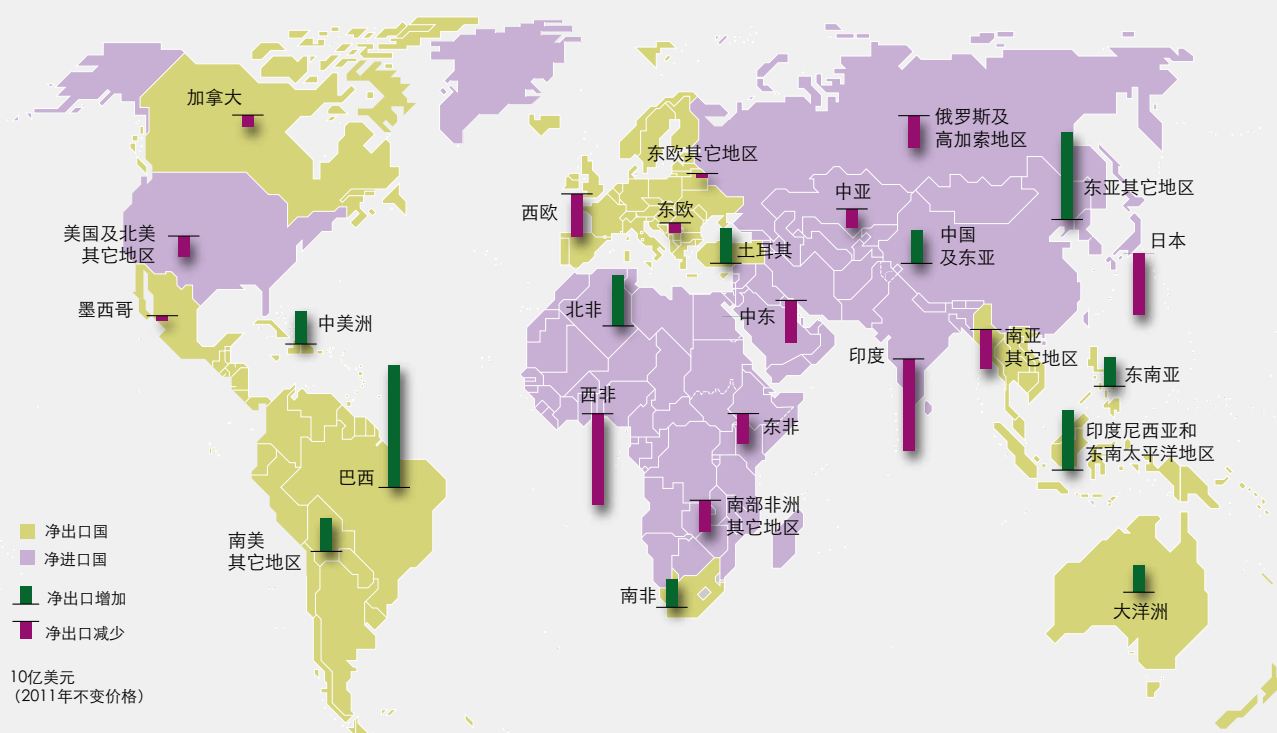 加拿大
俄罗斯及
高加索地区
东欧其它地区
中亚
东亚其它地区
西欧
东欧
美国及北美
其它地区
土耳其
中国
及东亚
日本
墨西哥
中美洲
北非
中东
南亚
其它地区
印度
东南亚
西非
东非
印度尼西亚和
东南太平洋地区
巴西
南部非洲
其它地区
南美
其它地区
南非
大洋洲
净出口国
净进口国
净出口增加
净出口减少
10亿美元
（2011年不变价格）